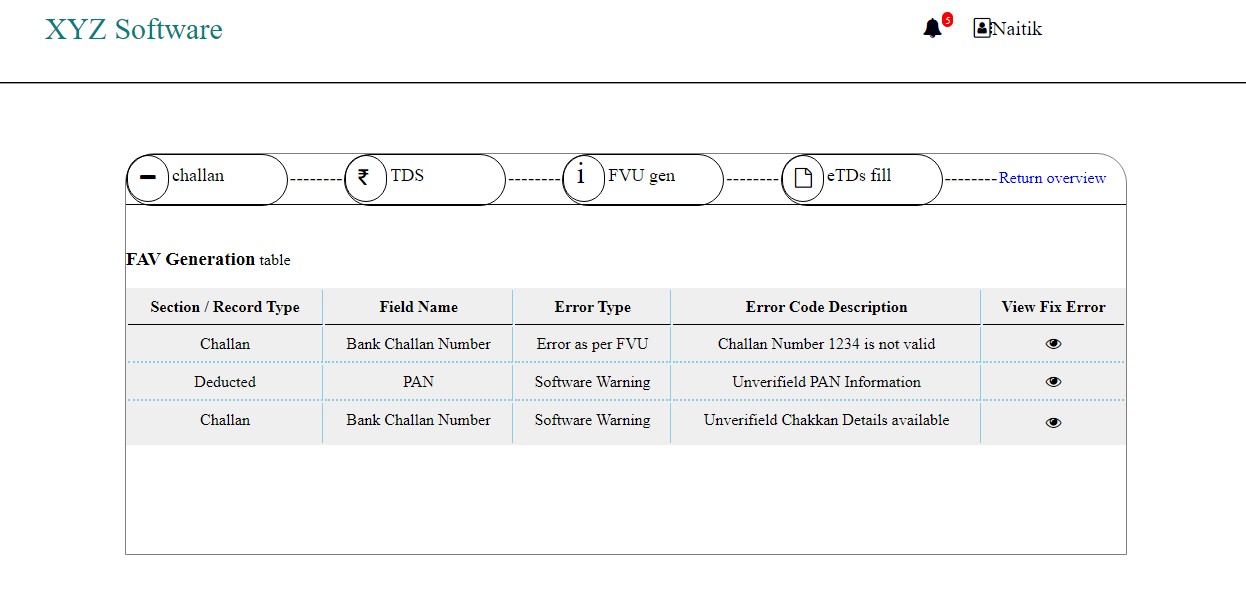 XYZ Software
5
Naitik
challan -------- ₹ TDS -------- i FVU gen -------- eTDs fill --------Return overview
FAV Generation table
Section / Record Type Field Name Error Type Error Code Description View Fix Error
Challan Bank Challan Number Error as per FVU Challan Number 1234 is not valid
Deducted PAN Software Warning Unverifield PAN Information
Challan Bank Challan Number Software Warning Unverifield Chakkan Details available